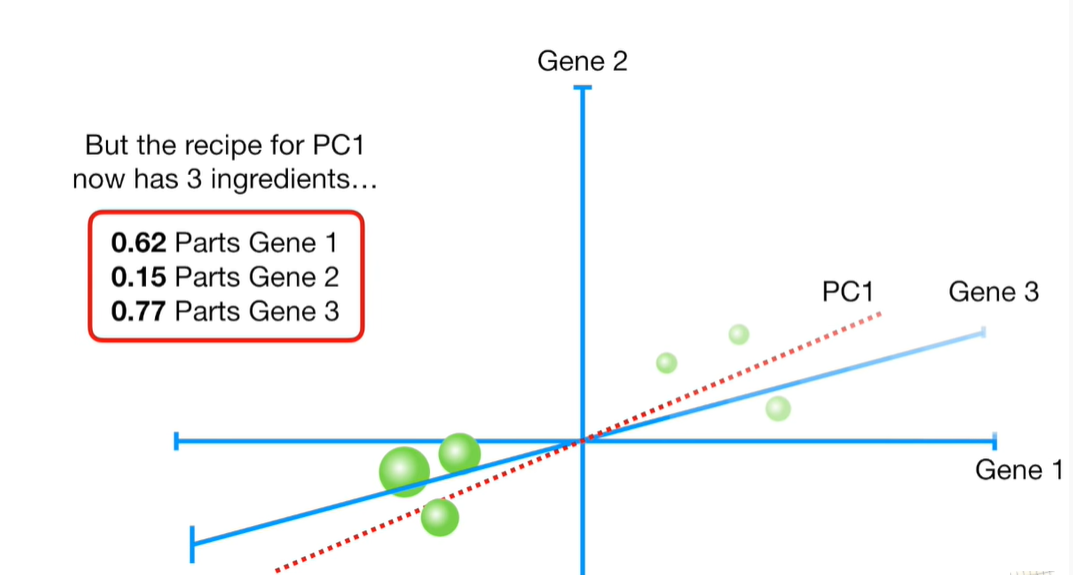 Gene 2
But the recipe for PC1
now has 3 ingredients...
0.62 Parts Gene 1
0.15 Parts Gene 2
0.77 Parts Gene 3
PC1
Gene 3
Gene 1